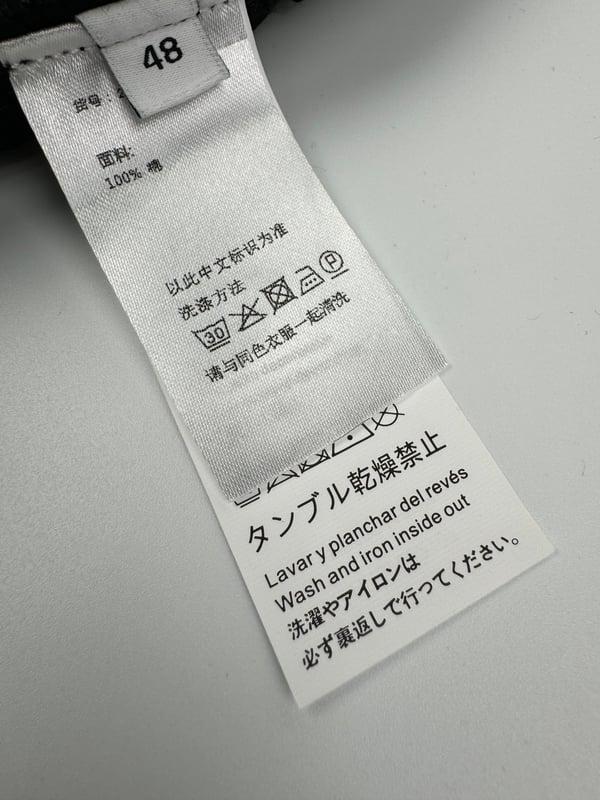 48
货号：2
面料：
100% 棉
以此中文标识为准
洗涤方法
30 P
请与同色衣服一起清洗
タンブル乾燥禁止
Lavar y planchar del revés
Wash and iron inside out
洗濯やアイロンは
必ず裏返しで行ってください。